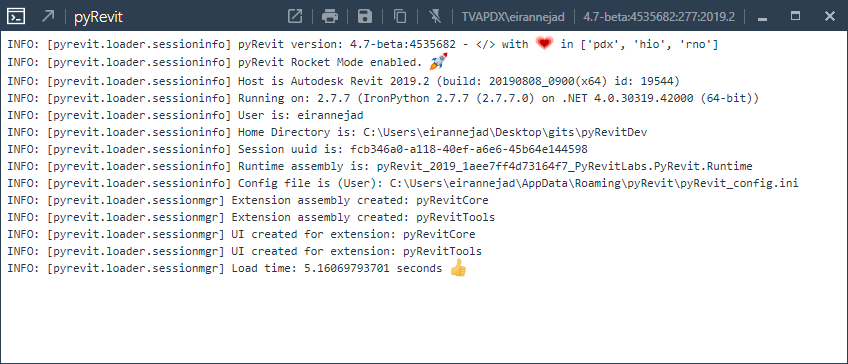 pyRevit TVAPDX\eirannejad 4.7-beta:4535682:277:2019.2
INFO: [pyrevit.loader.sessioninfo] pyRevit version: 4.7-beta:4535682 - </> with ❤ in ['pdx', 'hio', 'rno']
INFO: [pyrevit.loader.sessioninfo] pyRevit Rocket Mode enabled. 🚀
INFO: [pyrevit.loader.sessioninfo] Host is Autodesk Revit 2019.2 (build: 20190808_0900(x64) id: 19544)
INFO: [pyrevit.loader.sessioninfo] Running on: 2.7.7 (IronPython 2.7.7 (2.7.7.0) on .NET 4.0.30319.42000 (64-bit))
INFO: [pyrevit.loader.sessioninfo] User is: eirannejad
INFO: [pyrevit.loader.sessioninfo] Home Directory is: C:\Users\eirannejad\Desktop\gits\pyRevitDev
INFO: [pyrevit.loader.sessioninfo] Session uuid is: fcb346a0-a118-40ef-a6e6-45b64e144598
INFO: [pyrevit.loader.sessioninfo] Runtime assembly is: pyRevit_2019_1aee7ff4d73164f7_PyRevitLabs.PyRevit.Runtime
INFO: [pyrevit.loader.sessioninfo] Config file is (User): C:\Users\eirannejad\AppData\Roaming\pyRevit\pyRevit_config.ini
INFO: [pyrevit.loader.sessionmgr] Extension assembly created: pyRevitCore
INFO: [pyrevit.loader.sessionmgr] Extension assembly created: pyRevitTools
INFO: [pyrevit.loader.sessionmgr] UI created for extension: pyRevitCore
INFO: [pyrevit.loader.sessionmgr] UI created for extension: pyRevitTools
INFO: [pyrevit.loader.sessionmgr] Load time: 5.16069793701 seconds 👍